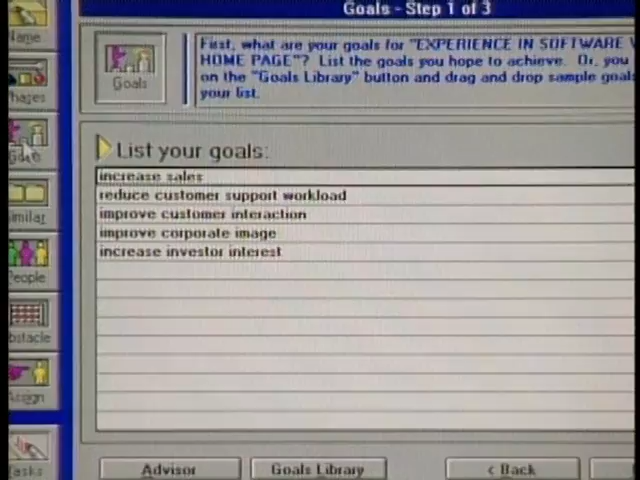 Goals - Step 1 of 3
First, what are your goals for "EXPERIENCE IN SOFTWARE
HOME PAGE"? List the goals you hope to achieve. Or, you
on the "Goals Library" button and drag and drop sample
your list.
Goals
List your goals:
increase sales
reduce customer support workload
improve customer interaction
improve corporate image
increase investor interest
People
Assign
Tasks
Advisor
Goals Library
< Back